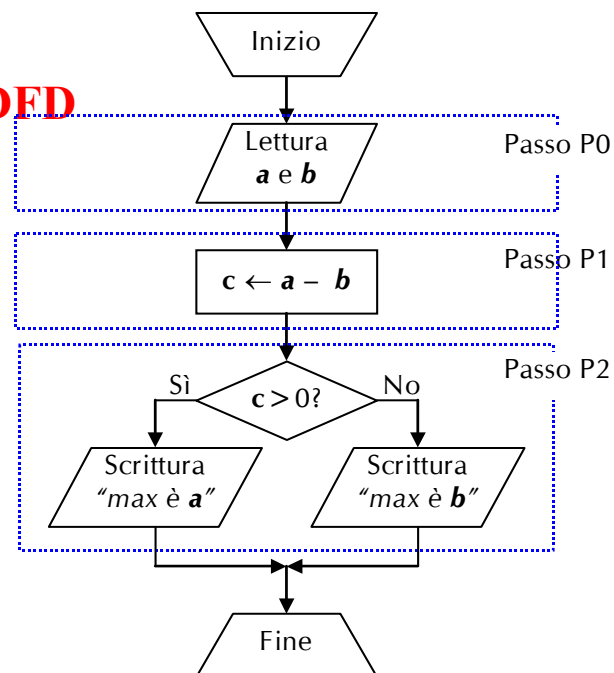 Inizio
DFD
Lettura
a e b
Passo P0
Passo P1
c ← a – b
Passo P2
Sì
No
c > 0?
Scrittura
“max è a”
Scrittura
“max è b”
Fine